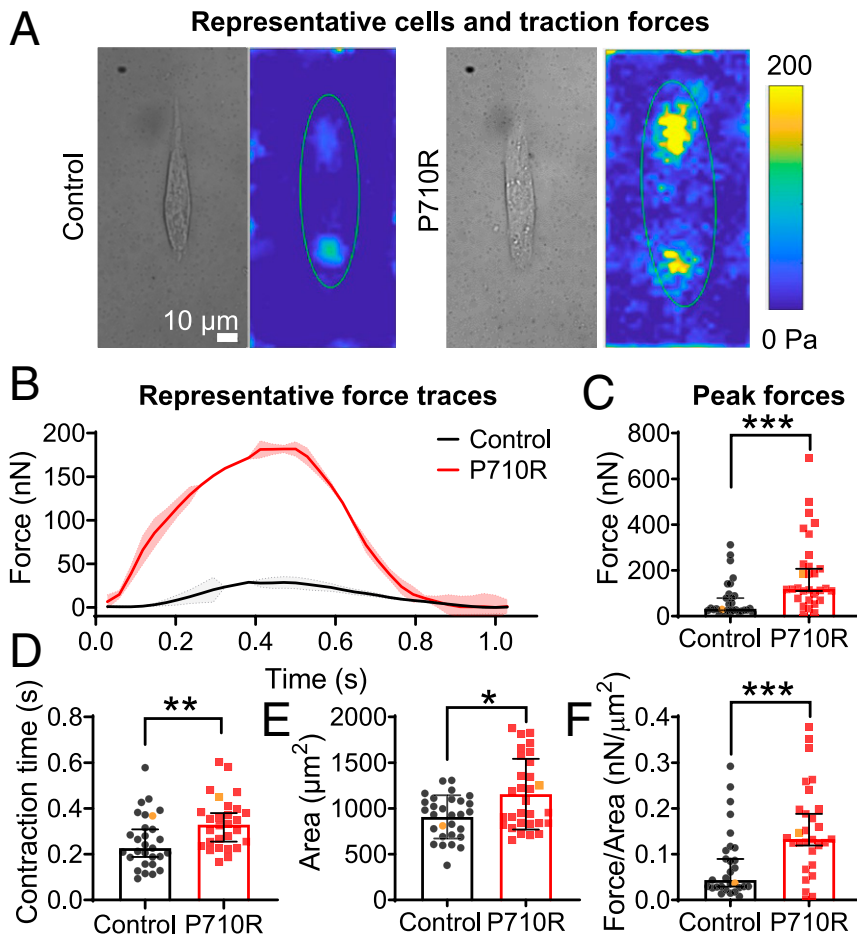 A
Representative cells and traction forces
Control
10 μm
P710R
200
0 Pa
B
Representative force traces
Force (nN)
200
150
100
50
0
0.0 0.2 0.4 0.6 0.8 1.0
Time (s)
Control
P710R
C
Peak forces
***
Force (nN)
800
600
400
200
0
Control P710R
D
**
Contraction time (s)
0.8
0.6
0.4
0.2
0.0
Control P710R
E
*
Area (μm²)
2000
1500
1000
500
0
Control P710R
F
***
Force/Area (nN/μm²)
0.4
0.3
0.2
0.1
0.0
Control P710R